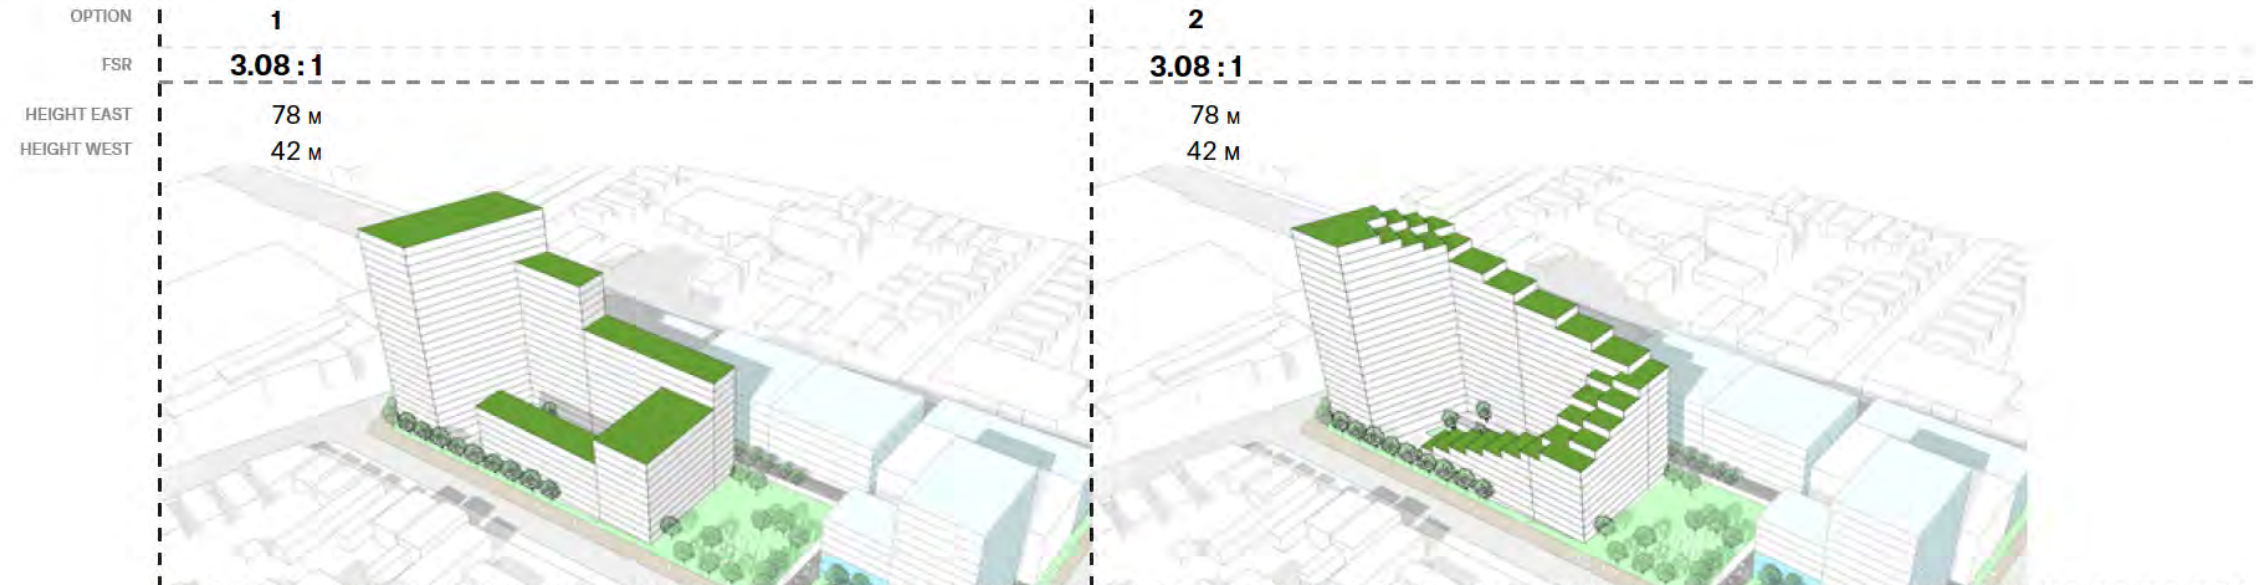 OPTION 1 2
FSR 3.08 : 1 3.08 : 1
HEIGHT EAST 78 M 78 M
HEIGHT WEST 42 M 42 M